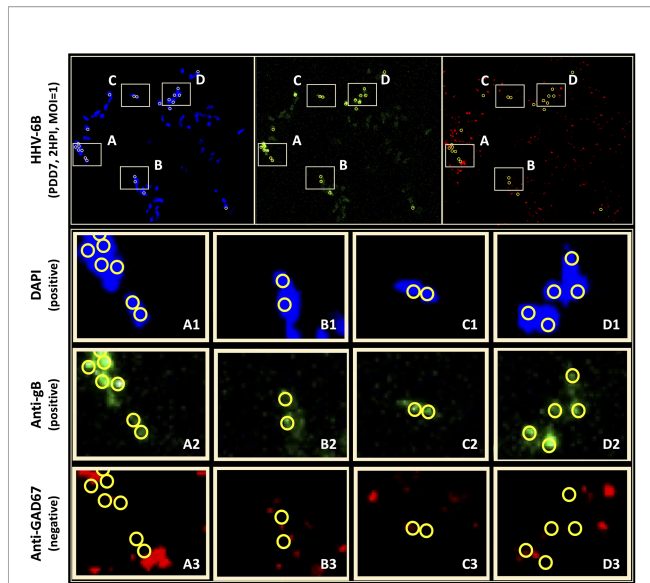 HHV-6B
(PDD7, 2HPI, MOI=1)
C D
A
B
C D
A
B
C D
A
B
DAPI
(positive)
A1 B1 C1 D1
Anti-gB
(positive)
A2 B2 C2 D2
Anti-GAD67
(negative)
A3 B3 C3 D3